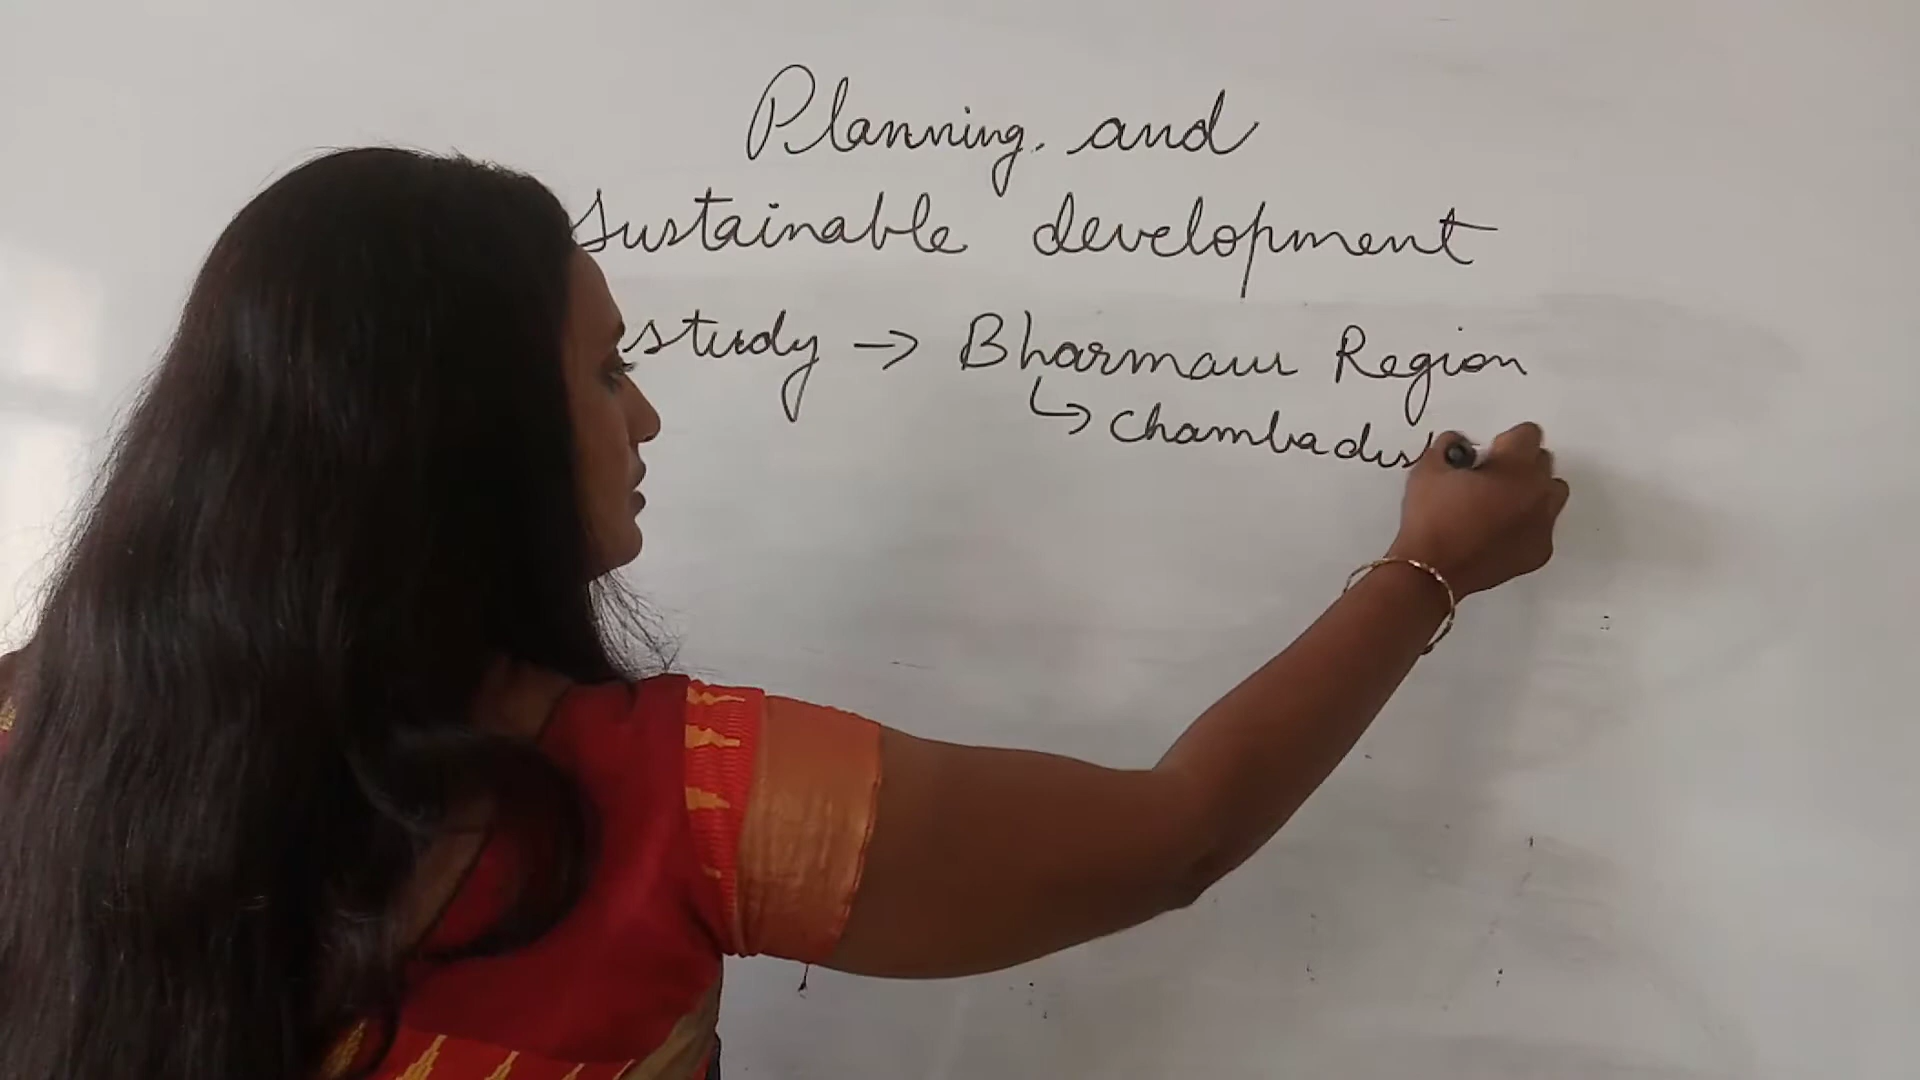 Planning and
sustainable development
study → Bharmaur Region
↳ Chamba dis